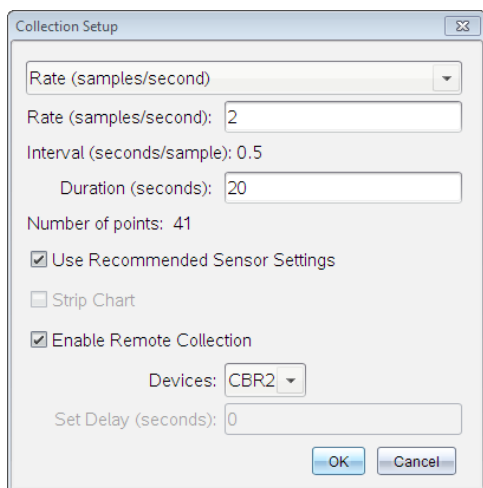 Collection Setup
Rate (samples/second)
Rate (samples/second): 2
Interval (seconds/sample): 0.5
Duration (seconds): 20
Number of points: 41
Use Recommended Sensor Settings
Strip Chart
Enable Remote Collection
Devices: CBR2
Set Delay (seconds): 0
OK Cancel